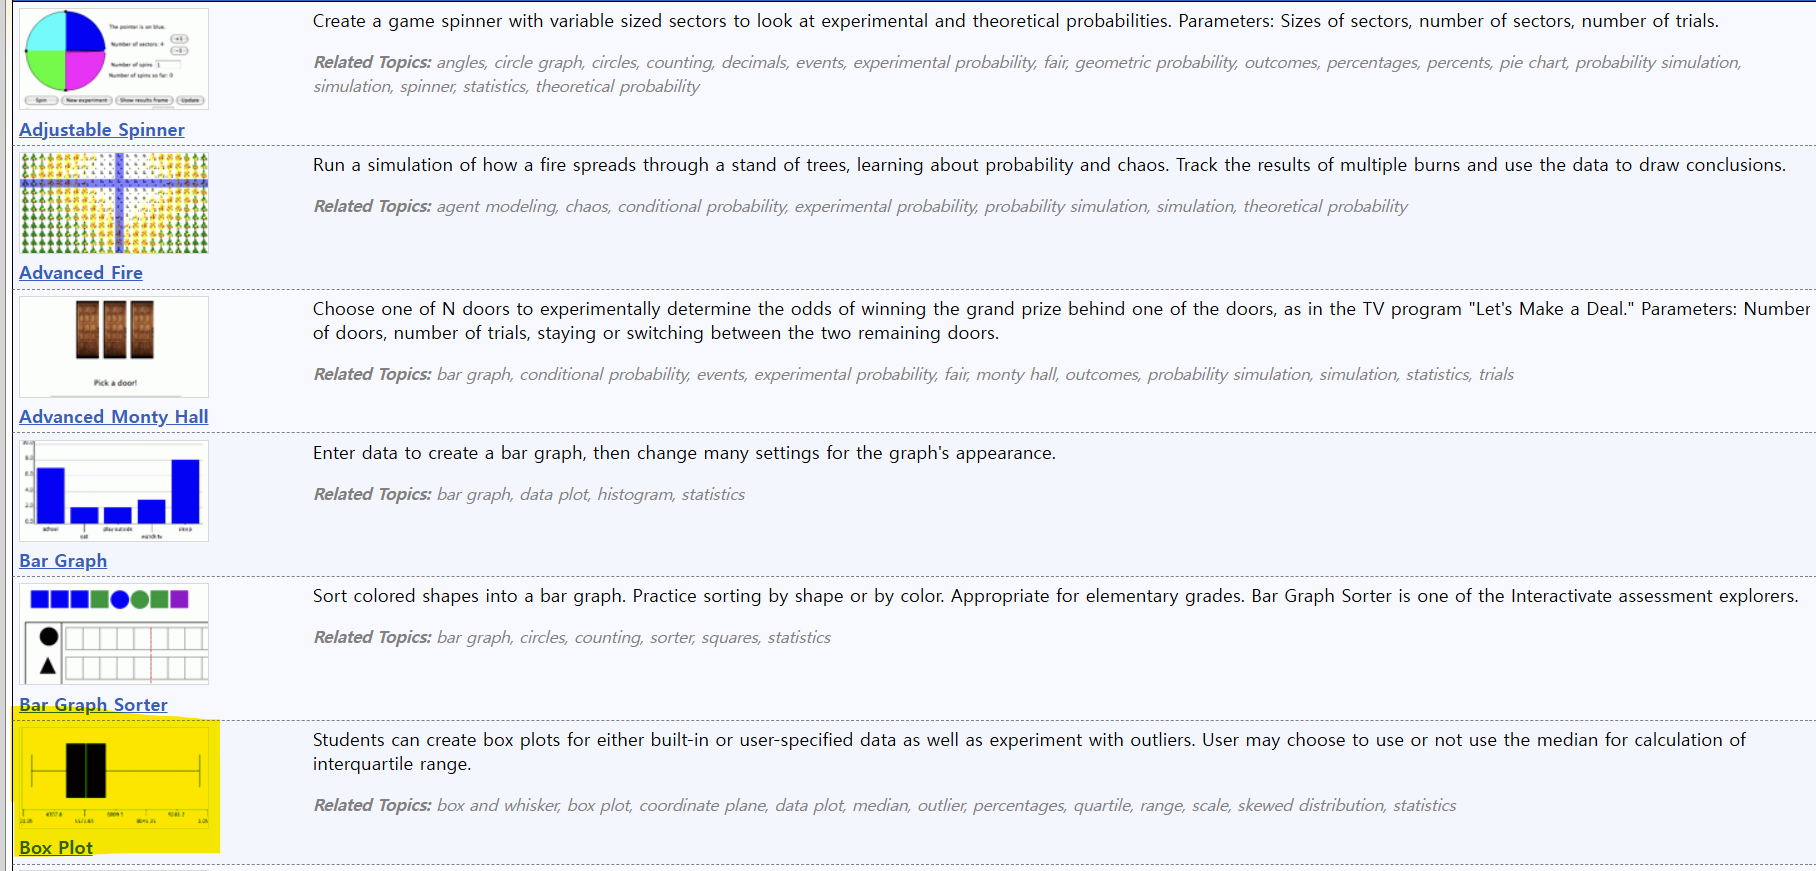 Create a game spinner with variable sized sectors to look at experimental and theoretical probabilities. Parameters: Sizes of sectors, number of sectors, number of trials.
The pointer is on blue.
Number of sectors: 4
+1
-1
Number of spins 1
Number of spins so far: 0
Spin
New experiment
Show results frame
Update
Related Topics: angles, circle graph, circles, counting, decimals, events, experimental probability, fair, geometric probability, outcomes, percentages, percents, pie chart, probability simulation,
simulation, spinner, statistics, theoretical probability
Adjustable Spinner
Run a simulation of how a fire spreads through a stand of trees, learning about probability and chaos. Track the results of multiple burns and use the data to draw conclusions.
Related Topics: agent modeling, chaos, conditional probability, experimental probability, probability simulation, simulation, theoretical probability
Advanced Fire
Choose one of N doors to experimentally determine the odds of winning the grand prize behind one of the doors, as in the TV program "Let's Make a Deal." Parameters: Number
of doors, number of trials, staying or switching between the two remaining doors.
Pick a door!
Related Topics: bar graph, conditional probability, events, experimental probability, fair, monty hall, outcomes, probability simulation, simulation, statistics, trials
Advanced Monty Hall
Enter data to create a bar graph, then change many settings for the graph's appearance.
school
eat
play outside
watch tv
sleep
Related Topics: bar graph, data plot, histogram, statistics
Bar Graph
Sort colored shapes into a bar graph. Practice sorting by shape or by color. Appropriate for elementary grades. Bar Graph Sorter is one of the Interactivate assessment explorers.
Related Topics: bar graph, circles, counting, sorter, squares, statistics
Bar Graph Sorter
Students can create box plots for either built-in or user-specified data as well as experiment with outliers. User may choose to use or not use the median for calculation of
interquartile range.
Related Topics: box and whisker, box plot, coordinate plane, data plot, median, outlier, percentages, quartile, range, scale, skewed distribution, statistics
Box Plot